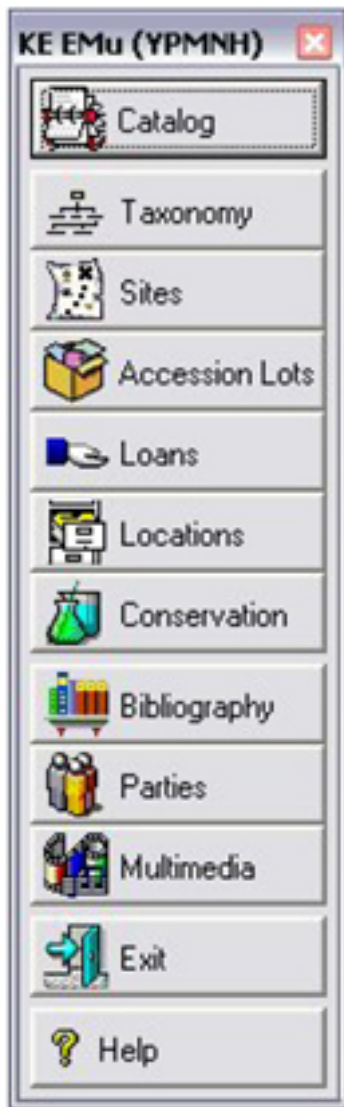 KE EMu (YPMNH)
Catalog
Taxonomy
Sites
Accession Lots
Loans
Locations
Conservation
Bibliography
Parties
Multimedia
Exit
? Help